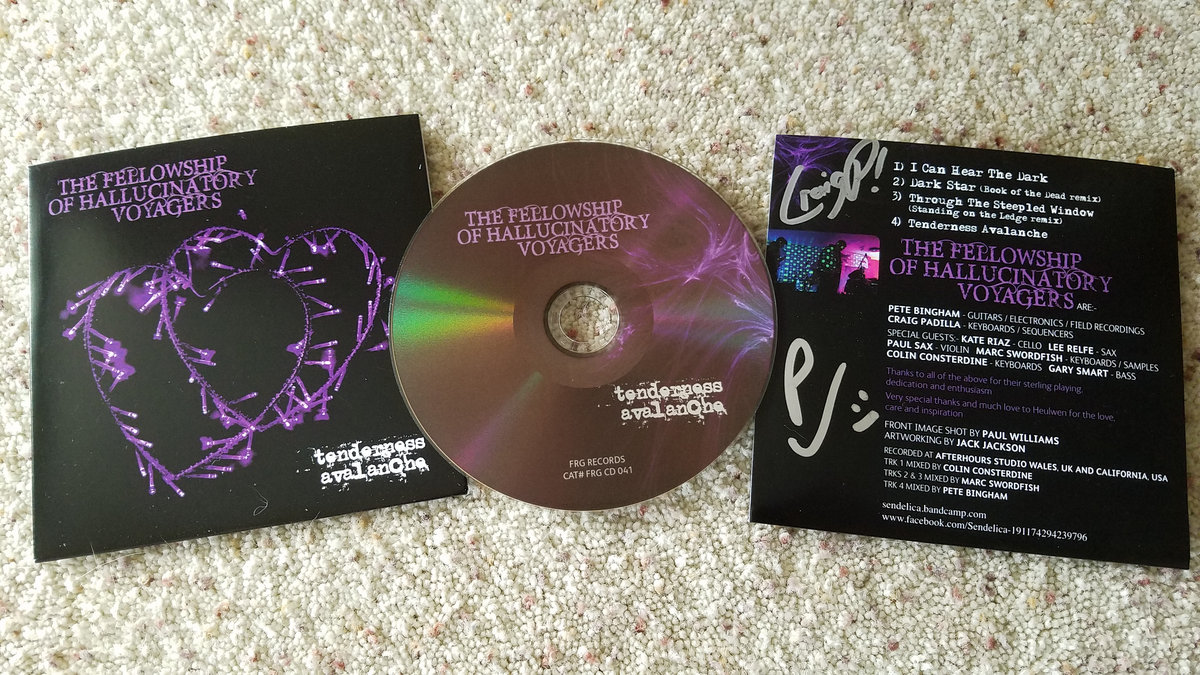 THE FELLOWSHIP
OF HALLUCINATORY
VOYAGERS
tenderness
avalanche
THE FELLOWSHIP
OF HALLUCINATORY
VOYAGERS
tenderness
avalanche
FRG RECORDS
CAT# FRG CD 041
CraigP!
1) I Can Hear The Dark
2) Dark Star (Book of the Dead remix)
3) Through The Steepled Window
(Standing on the Ledge remix)
4) Tenderness Avalanche
THE FELLOWSHIP
OF HALLUCINATORY
VOYAGERS ARE:-
PETE BINGHAM - GUITARS / ELECTRONICS / FIELD RECORDINGS
CRAIG PADILLA - KEYBOARDS / SEQUENCERS
SPECIAL GUESTS:- KATE RIAZ - CELLO LEE RELFE - SAX
PAUL SAX - VIOLIN MARC SWORDFISH - KEYBOARDS / SAMPLES
COLIN CONSTERDINE - KEYBOARDS GARY SMART - BASS
Thanks to all of the above for their sterling playing,
dedication and enthusiasm
Very special thanks and much love to Heulwen for the love,
care and inspiration
PJ
FRONT IMAGE SHOT BY PAUL WILLIAMS
ARTWORKING BY JACK JACKSON
RECORDED AT AFTERHOURS STUDIO WALES, UK AND CALIFORNIA, USA
TRK 1 MIXED BY COLIN CONSTERDINE
TRKS 2 & 3 MIXED BY MARC SWORDFISH
TRK 4 MIXED BY PETE BINGHAM
sendelica.bandcamp.com
www.facebook.com/Sendelica-191174294239796